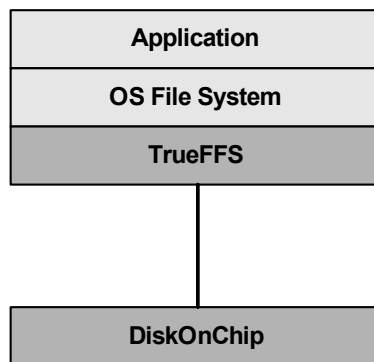 Application
OS File System
TrueFFS
DiskOnChip